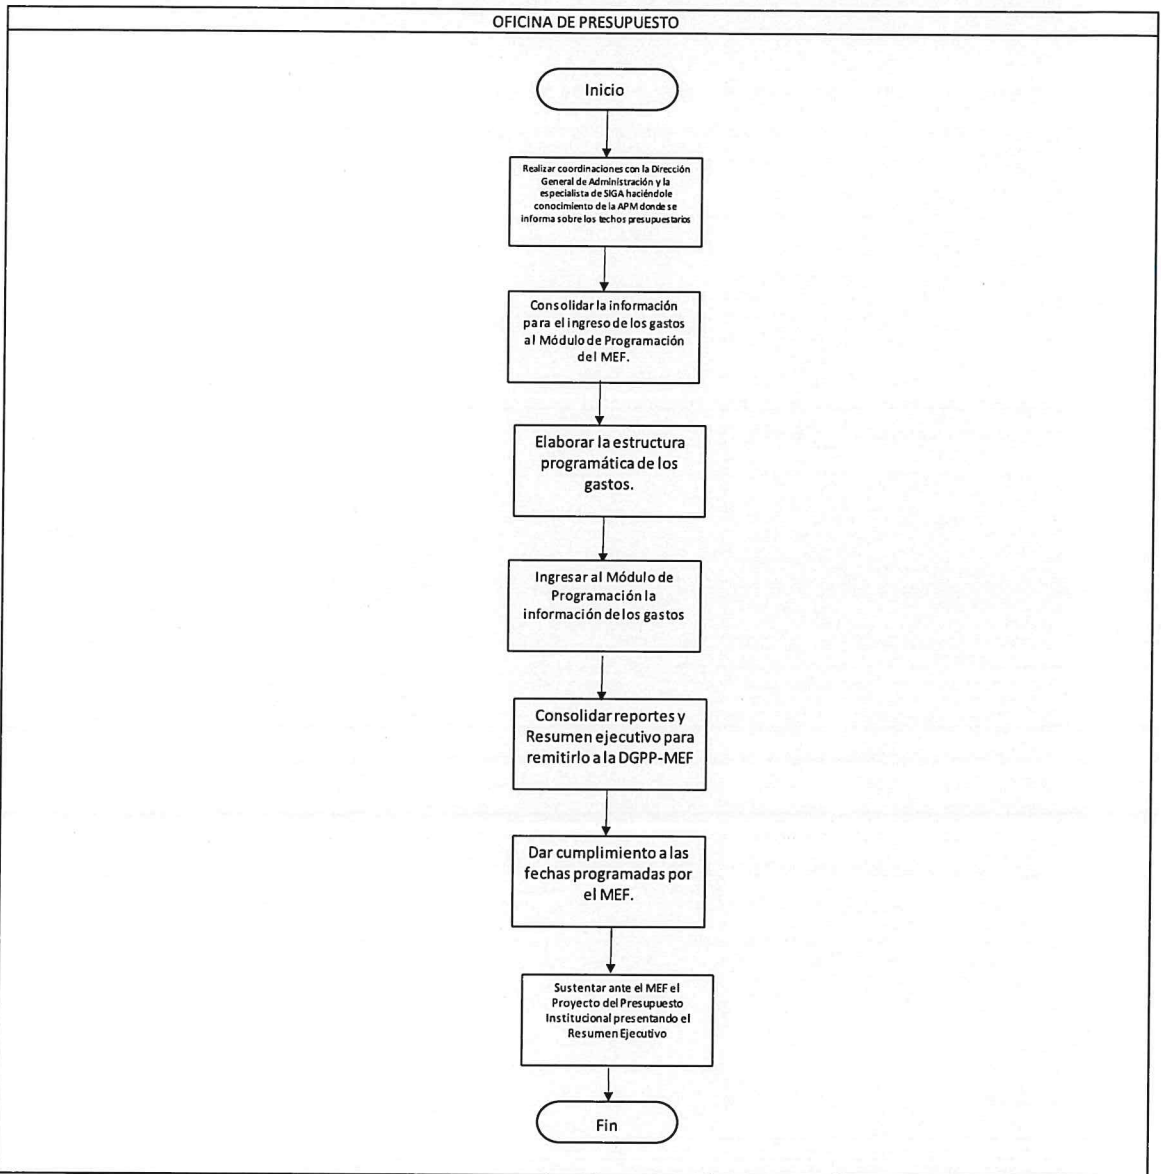 OFICINA DE PRESUPUESTO
Inicio
Realizar coordinaciones con la Dirección
General de Administración y la
especialista de SIGA haciéndole
conocimiento de la APM donde se
informa sobre los techos presupuestarios
Consolidar la información
para el ingreso de los gastos
al Módulo de Programación
del MEF.
Elaborar la estructura
programática de los
gastos.
Ingresar al Módulo de
Programación la
información de los gastos
Consolidar reportes y
Resumen ejecutivo para
remitirlo a la DGPP-MEF
Dar cumplimiento a las
fechas programadas por
el MEF.
Sustentar ante el MEF el
Proyecto del Presupuesto
Institucional presentando el
Resumen Ejecutivo
Fin